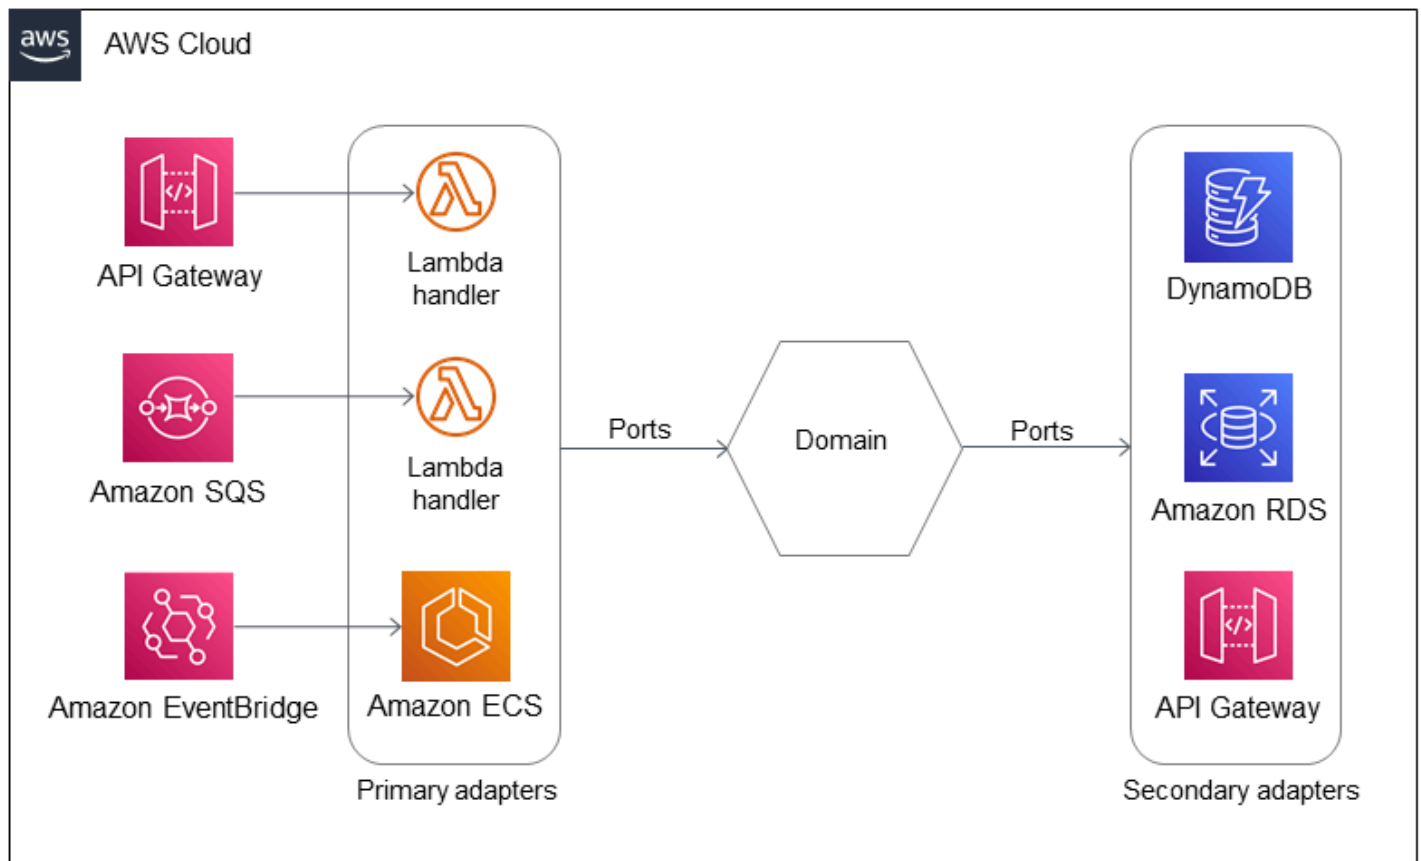 aws
AWS Cloud
API Gateway
Lambda
handler
DynamoDB
Amazon SQS
Lambda
handler
Ports
Domain
Ports
Amazon RDS
Amazon EventBridge
Amazon ECS
API Gateway
Primary adapters
Secondary adapters